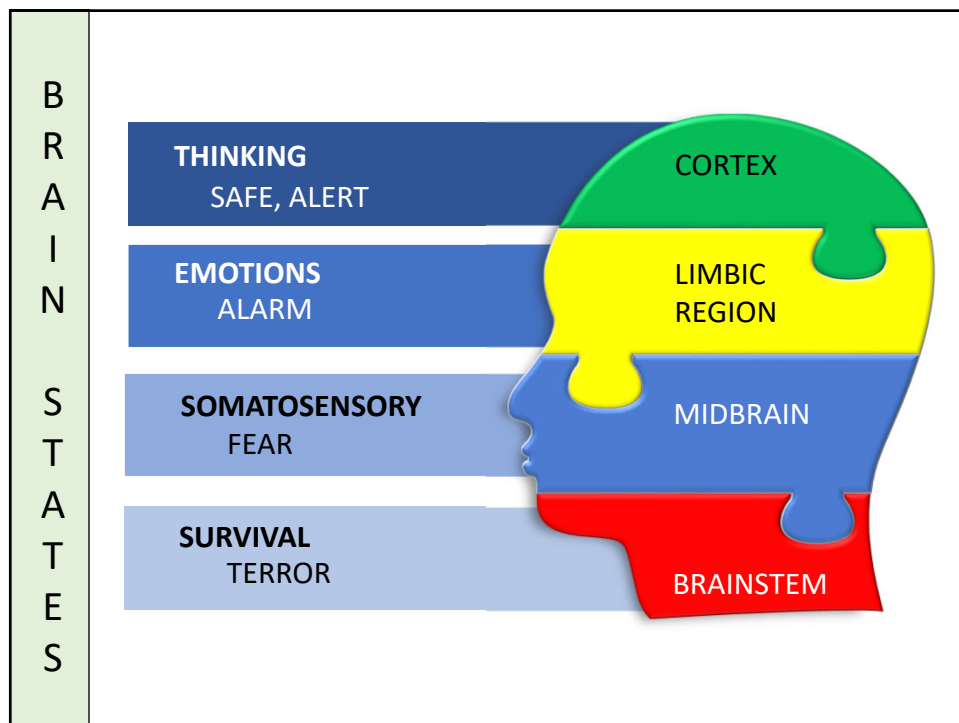 BRAIN STATES
THINKING
SAFE, ALERT
CORTEX
EMOTIONS
ALARM
LIMBIC
REGION
SOMATOSENSORY
FEAR
MIDBRAIN
SURVIVAL
TERROR
BRAINSTEM